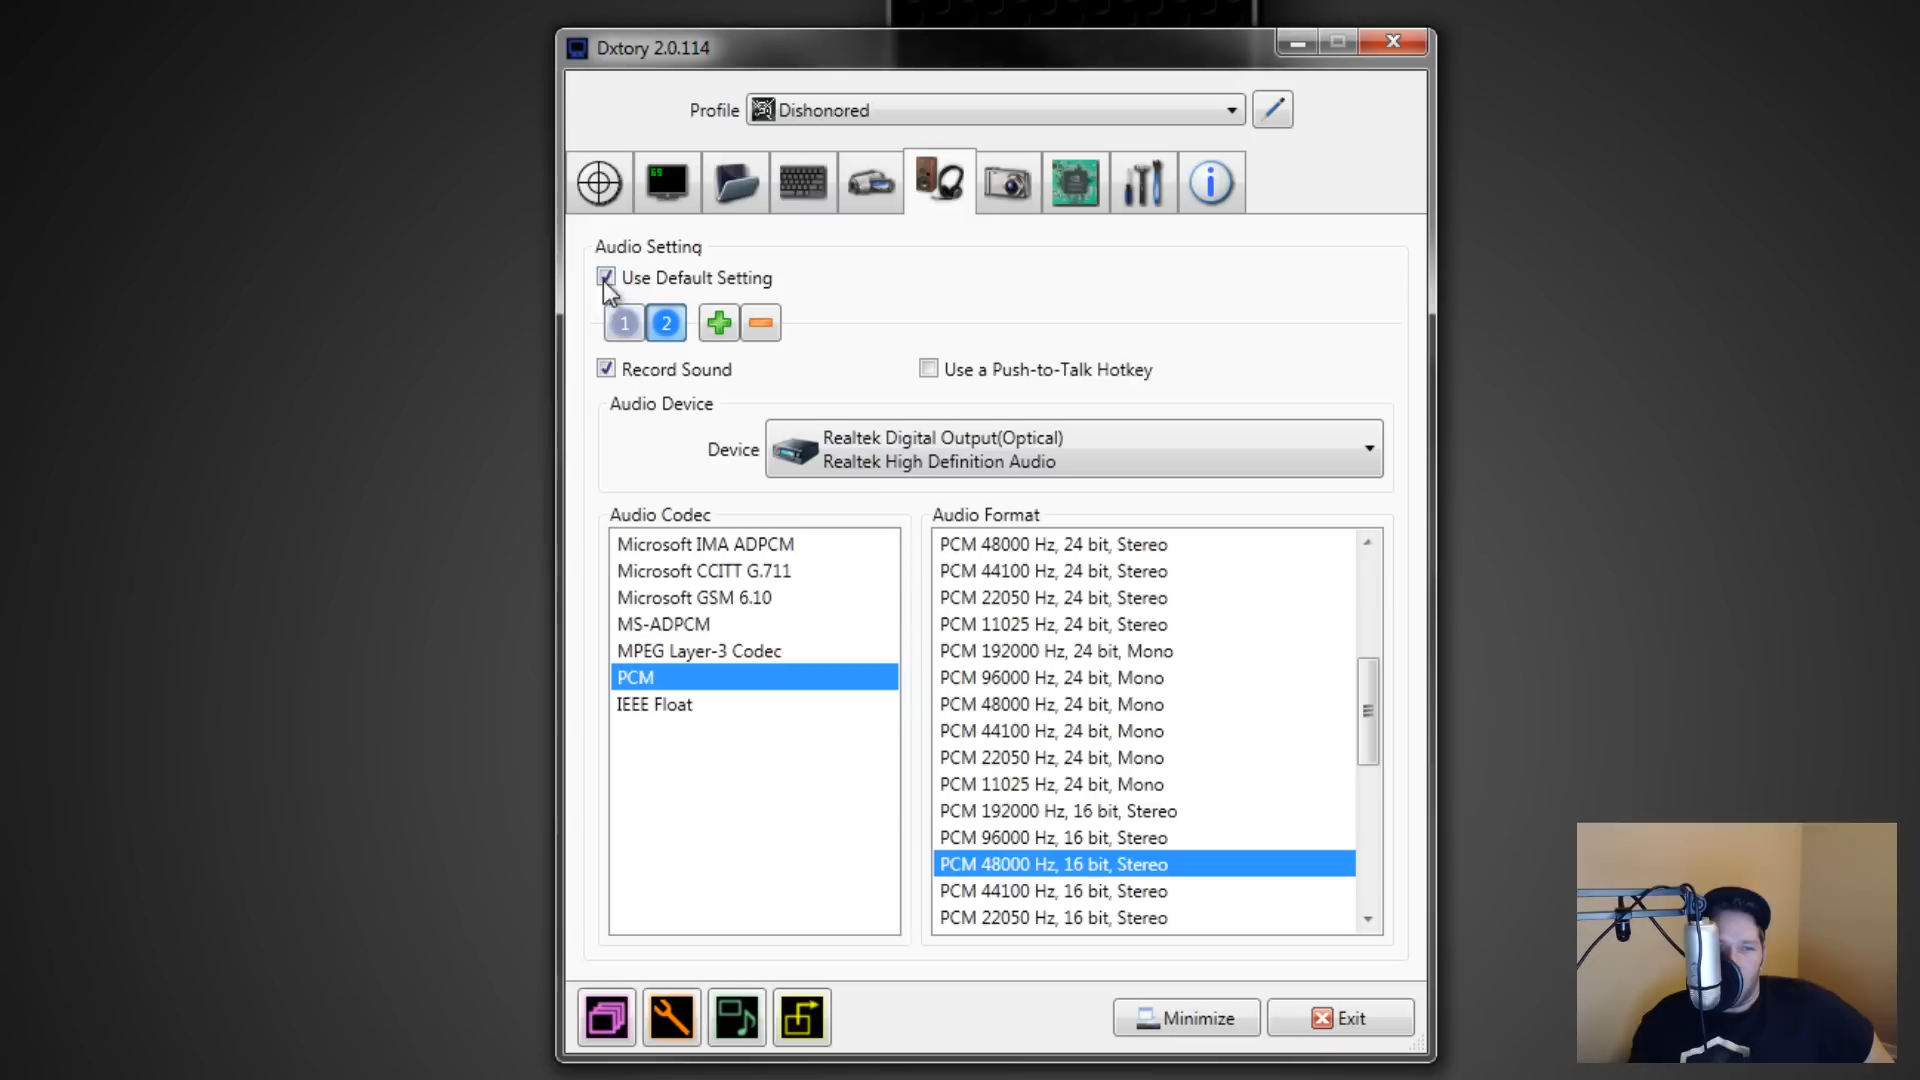 Dxtory 2.0.114
Profile Dishonored
69
Audio Setting
Use Default Setting
1 2
Record Sound Use a Push-to-Talk Hotkey
Audio Device
Device Realtek Digital Output(Optical)
Realtek High Definition Audio
Audio Codec
Microsoft IMA ADPCM
Microsoft CCITT G.711
Microsoft GSM 6.10
MS-ADPCM
MPEG Layer-3 Codec
PCM
IEEE Float
Audio Format
PCM 48000 Hz, 24 bit, Stereo
PCM 44100 Hz, 24 bit, Stereo
PCM 22050 Hz, 24 bit, Stereo
PCM 11025 Hz, 24 bit, Stereo
PCM 192000 Hz, 24 bit, Mono
PCM 96000 Hz, 24 bit, Mono
PCM 48000 Hz, 24 bit, Mono
PCM 44100 Hz, 24 bit, Mono
PCM 22050 Hz, 24 bit, Mono
PCM 11025 Hz, 24 bit, Mono
PCM 192000 Hz, 16 bit, Stereo
PCM 96000 Hz, 16 bit, Stereo
PCM 48000 Hz, 16 bit, Stereo
PCM 44100 Hz, 16 bit, Stereo
PCM 22050 Hz, 16 bit, Stereo
Minimize Exit